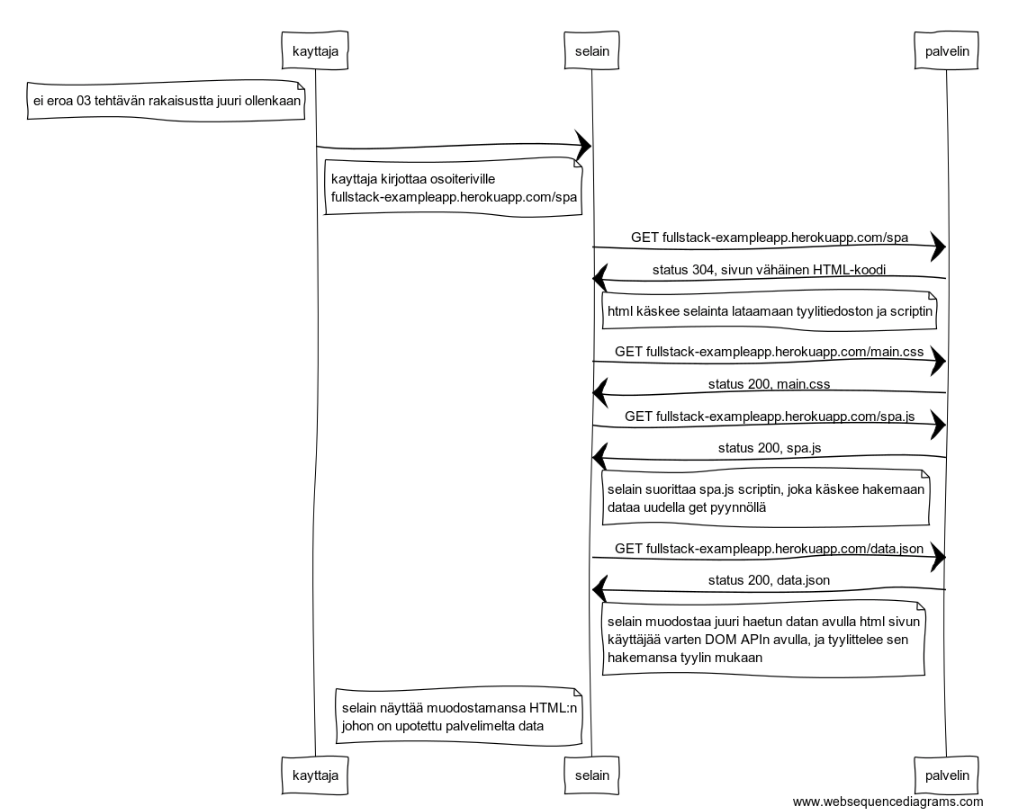 kayttaja
selain
palvelin
ei eroa 03 tehtävän rakaisustta juuri ollenkaan
kayttaja kirjottaa osoiteriville
fullstack-exampleapp.herokuapp.com/spa
GET fullstack-exampleapp.herokuapp.com/spa
status 304, sivun vähäinen HTML-koodi
html käskee selainta lataamaan tyylitiedoston ja scriptin
GET fullstack-exampleapp.herokuapp.com/main.css
status 200, main.css
GET fullstack-exampleapp.herokuapp.com/spa.js
status 200, spa.js
selain suorittaa spa.js scriptin, joka käskee hakemaan
dataa uudella get pyynnöllä
GET fullstack-exampleapp.herokuapp.com/data.json
status 200, data.json
selain muodostaa juuri haetun datan avulla html sivun
käyttäjää varten DOM APIn avulla, ja tyylittelee sen
hakemansa tyylin mukaan
selain näyttää muodostamansa HTML:n
johon on upotettu palvelimelta data
kayttaja
selain
palvelin
www.websequencediagrams.com